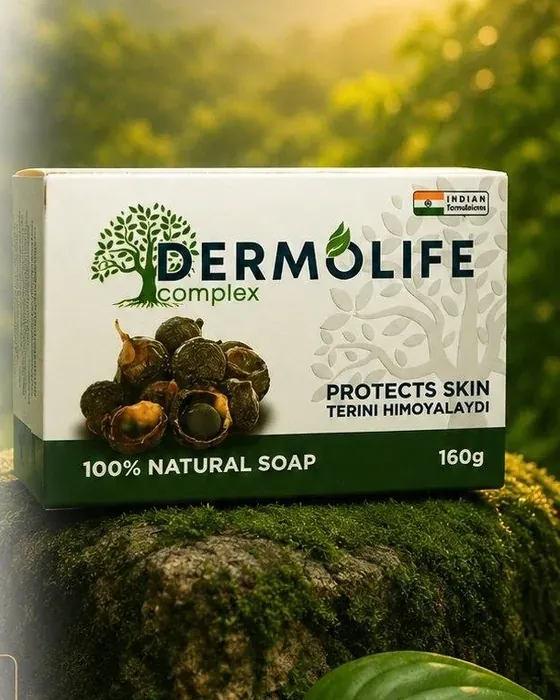 INDIAN
DERMOLIFE
complex
PROTECTS SKIN
TERINI HIMOYALAYDI
100% NATURAL SOAP
160g